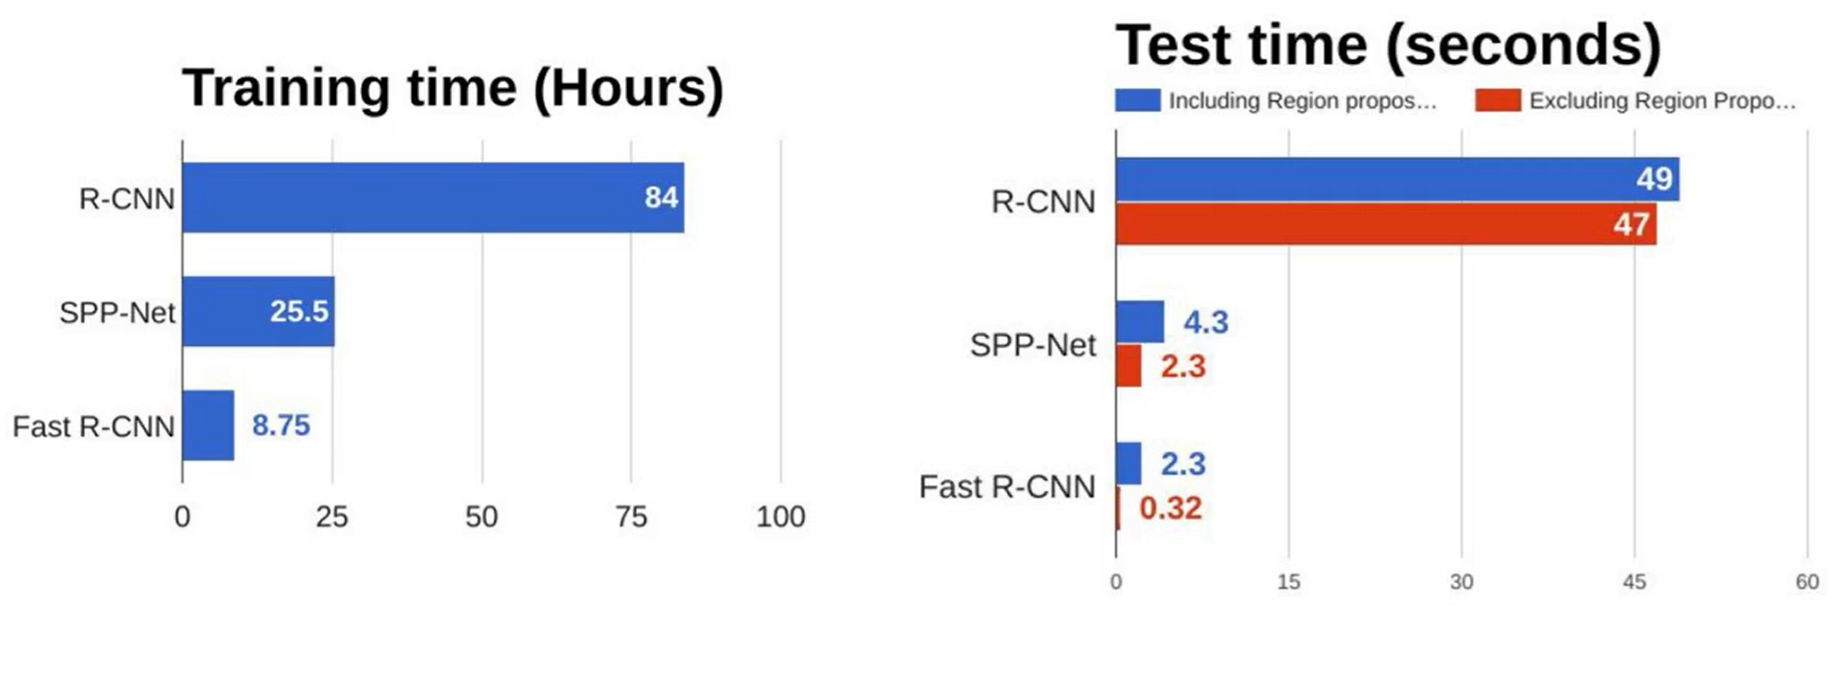 Training time (Hours)
R-CNN
84
SPP-Net
25.5
Fast R-CNN
8.75
0 25 50 75 100
Test time (seconds)
Including Region propos... Excluding Region Propo...
R-CNN
49
47
SPP-Net
4.3
2.3
Fast R-CNN
2.3
0.32
0 15 30 45 60